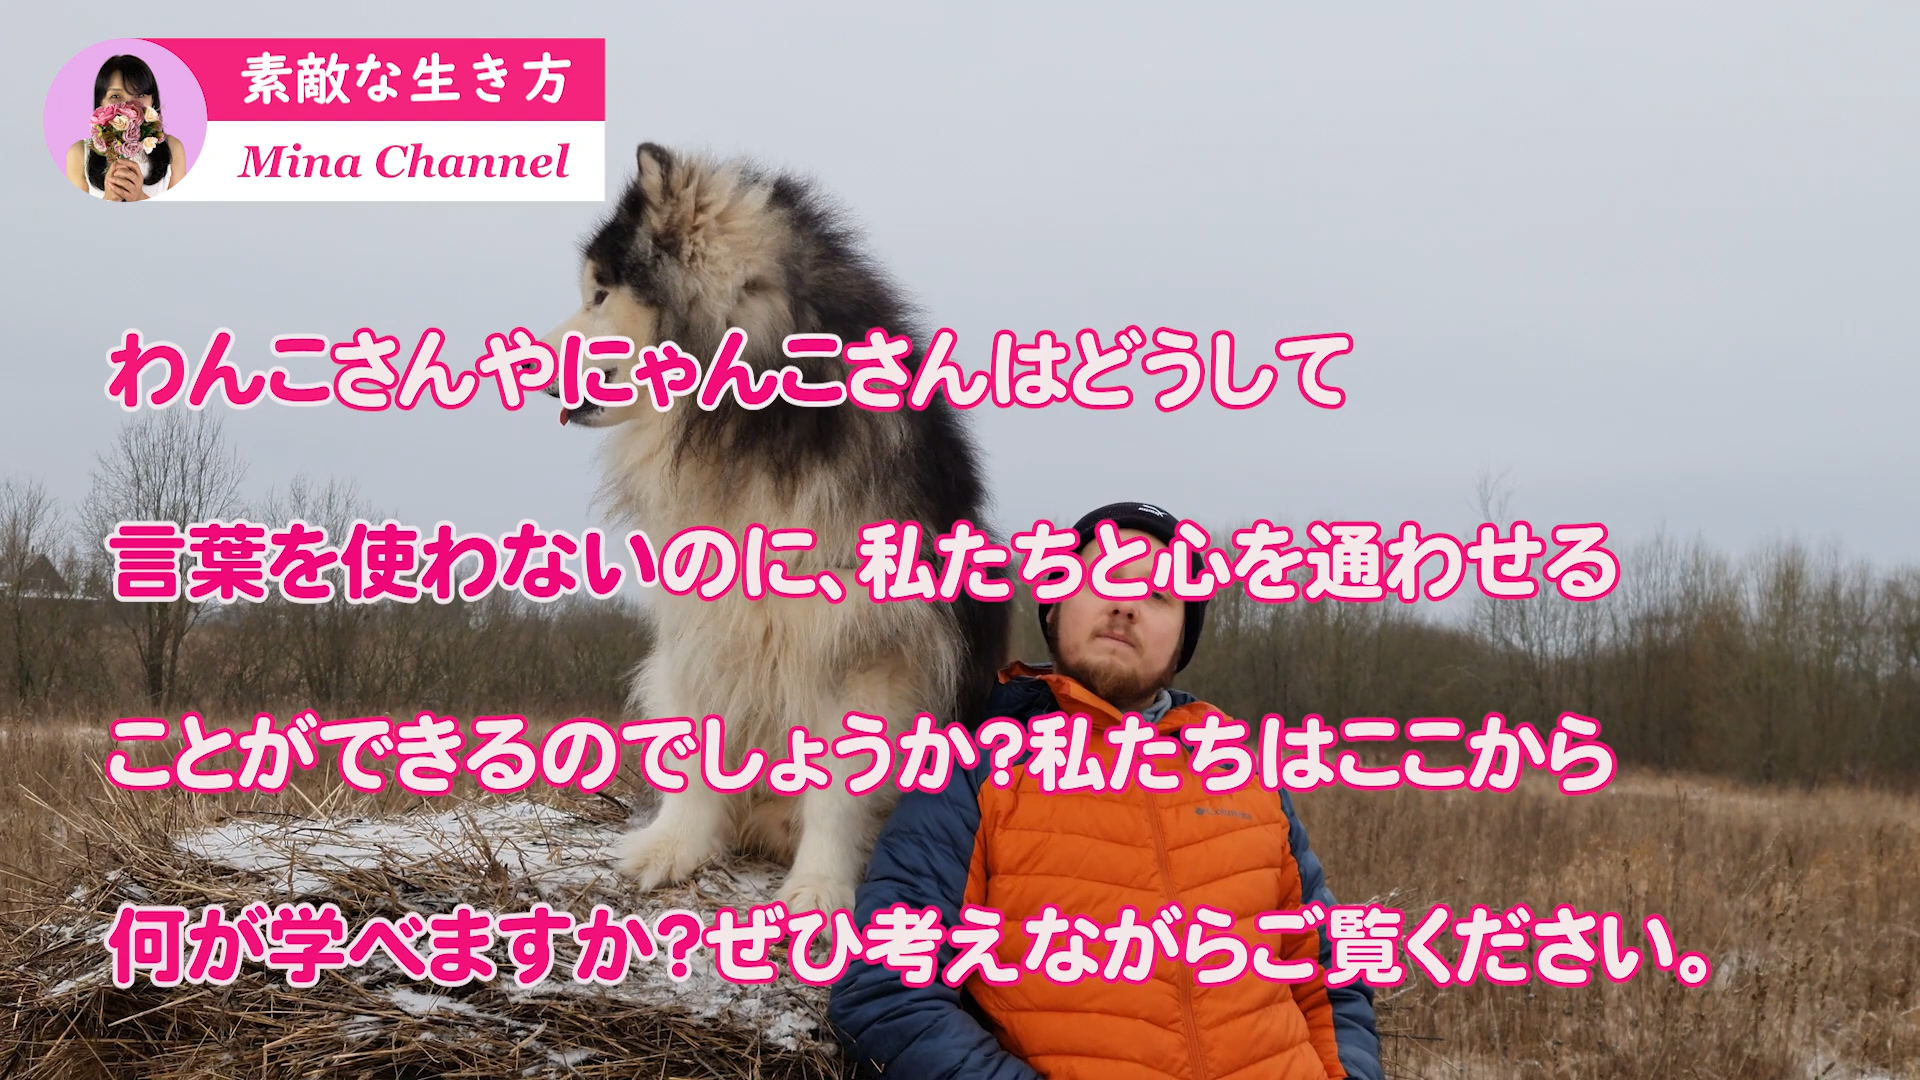 素敵な生き方
Mina Channel
わんこさんやにゃんこさんはどうして
言葉を使わないのに、私たちと心を通わせる
ことができるのでしょうか?私たちはここから
何が学べますか?ぜひ考えながらご覧ください。
Columbia